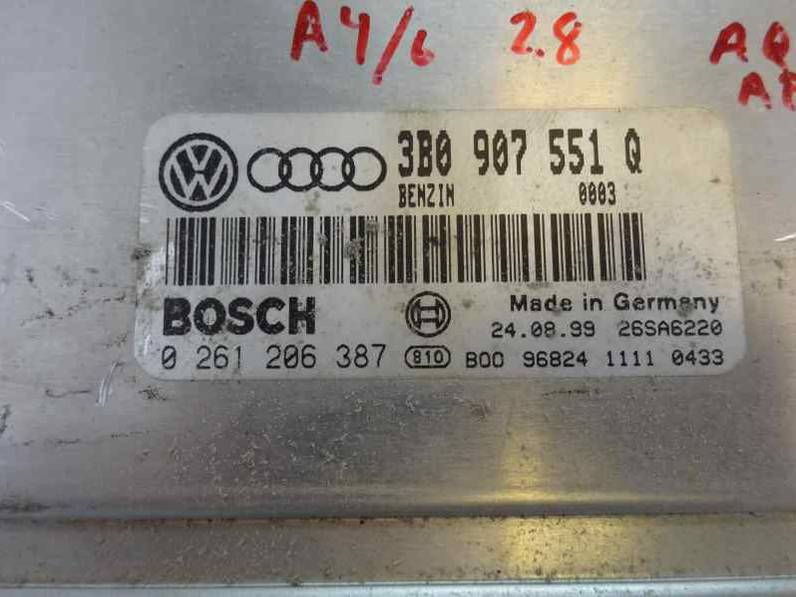 A4/6 2.8 AQ
3B0 907 551 Q
BENZIN 0003
BOSCH
Made in Germany
24.08.99 26SA6220
0 261 206 387 810 B00 96824 1111 0433